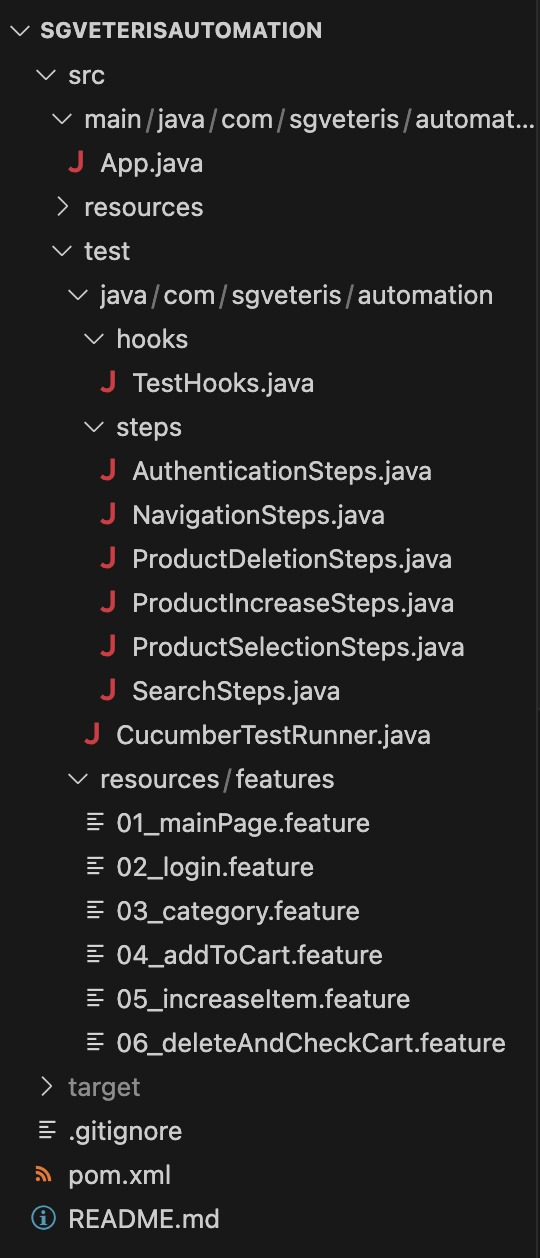 SGVETERISAUTOMATION
src
main/java/com/sgveteris/automat...
App.java
resources
test
java/com/sgveteris/automation
hooks
TestHooks.java
steps
AuthenticationSteps.java
NavigationSteps.java
ProductDeletionSteps.java
ProductIncreaseSteps.java
ProductSelectionSteps.java
SearchSteps.java
CucumberTestRunner.java
resources/features
01_mainPage.feature
02_login.feature
03_category.feature
04_addToCart.feature
05_increaseItem.feature
06_deleteAndCheckCart.feature
target
.gitignore
pom.xml
README.md